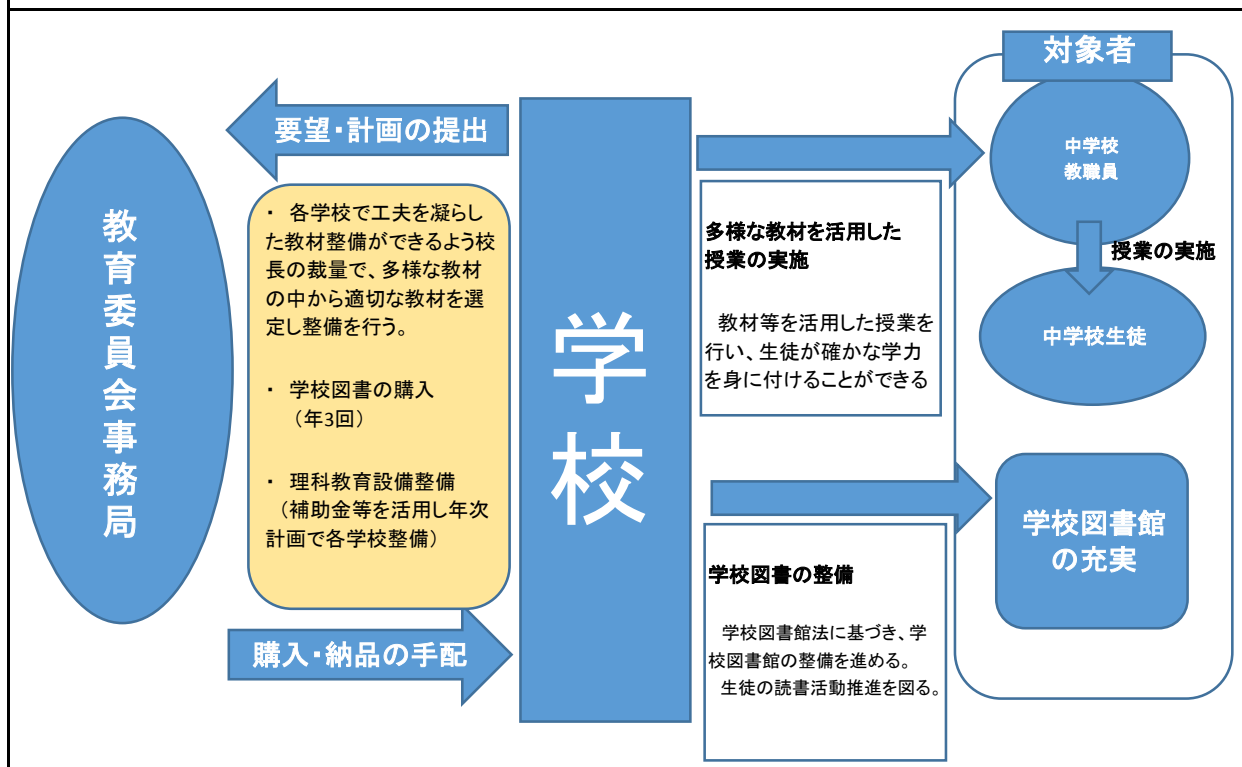 教育委員会事務局
要望・計画の提出
・ 各学校で工夫を凝らし
た教材整備ができるよう校
長の裁量で、多様な教材
の中から適切な教材を選
定し整備を行う。
・ 学校図書の購入
（年3回）
・ 理科教育設備整備
（補助金等を活用し年次
計画で各学校整備）
購入・納品の手配
学校
多様な教材を活用した
授業の実施
教材等を活用した授業を
行い、生徒が確かな学力
を身に付けることができる
学校図書の整備
学校図書館法に基づき、学
校図書館の整備を進める。
生徒の読書活動推進を図る。
対象者
中学校
教職員
授業の実施
中学校生徒
学校図書館
の充実